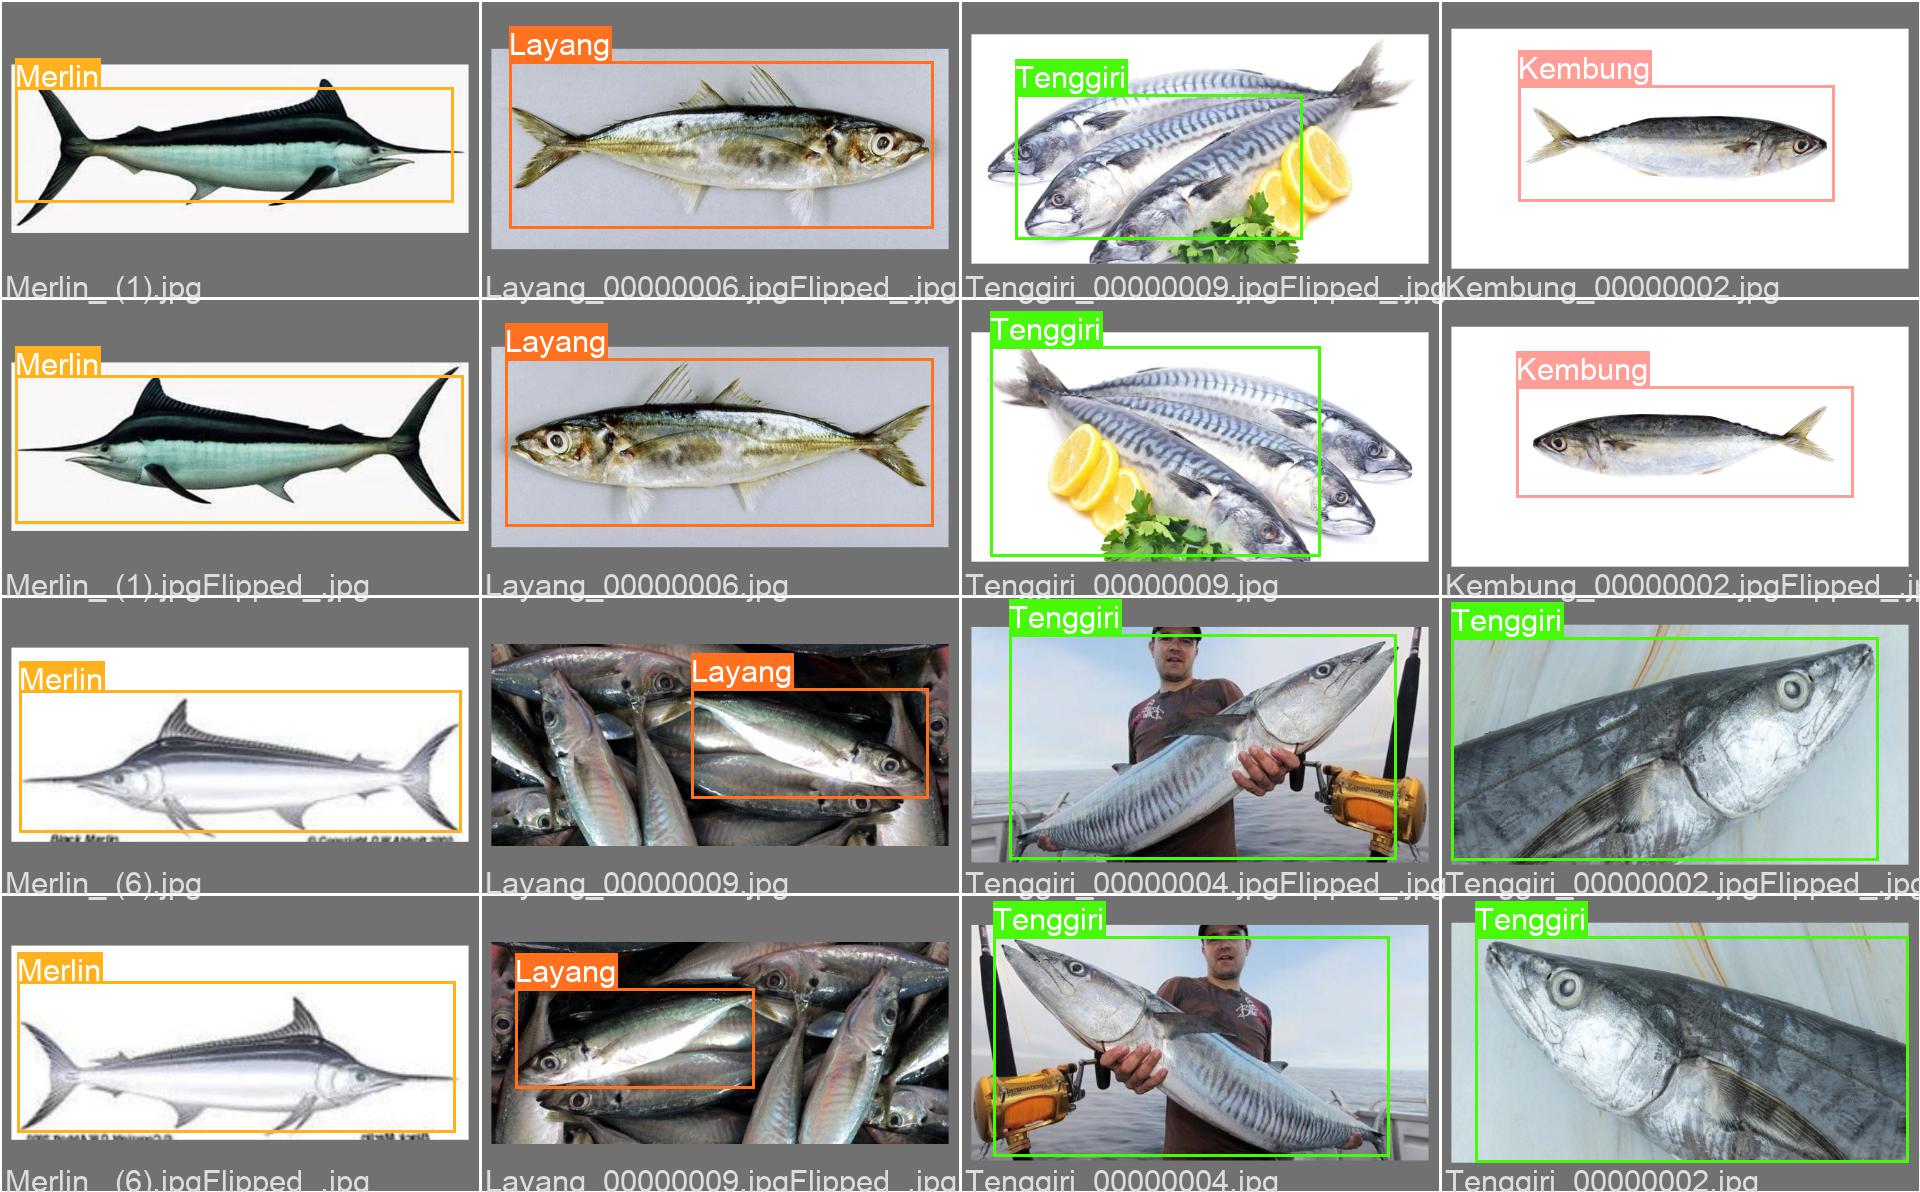 Merlin
Layang
Tenggiri
Kembung
Merlin_ (1).jpg
Layang_00000006.jpgFlipped_.jpg
Tenggiri_00000009.jpgFlipped_.jpg
Kembung_00000002.jpg
Merlin
Layang
Tenggiri
Kembung
Merlin_ (1).jpgFlipped_.jpg
Layang_00000006.jpg
Tenggiri_00000009.jpg
Kembung_00000002.jpgFlipped_.jp
Merlin
Layang
Tenggiri
Tenggiri
Black Marlin
Merlin_ (6).jpg
Layang_00000009.jpg
Tenggiri_00000004.jpgFlipped_.jpg
Tenggiri_00000002.jpgFlipped_.jpg
Merlin
Layang
Tenggiri
Tenggiri
Merlin_ (6).jpgFlipped_.jpg
Layang_00000009.jpgFlipped_.jpg
Tenggiri_00000004.jpg
Tenggiri_00000002.jpg